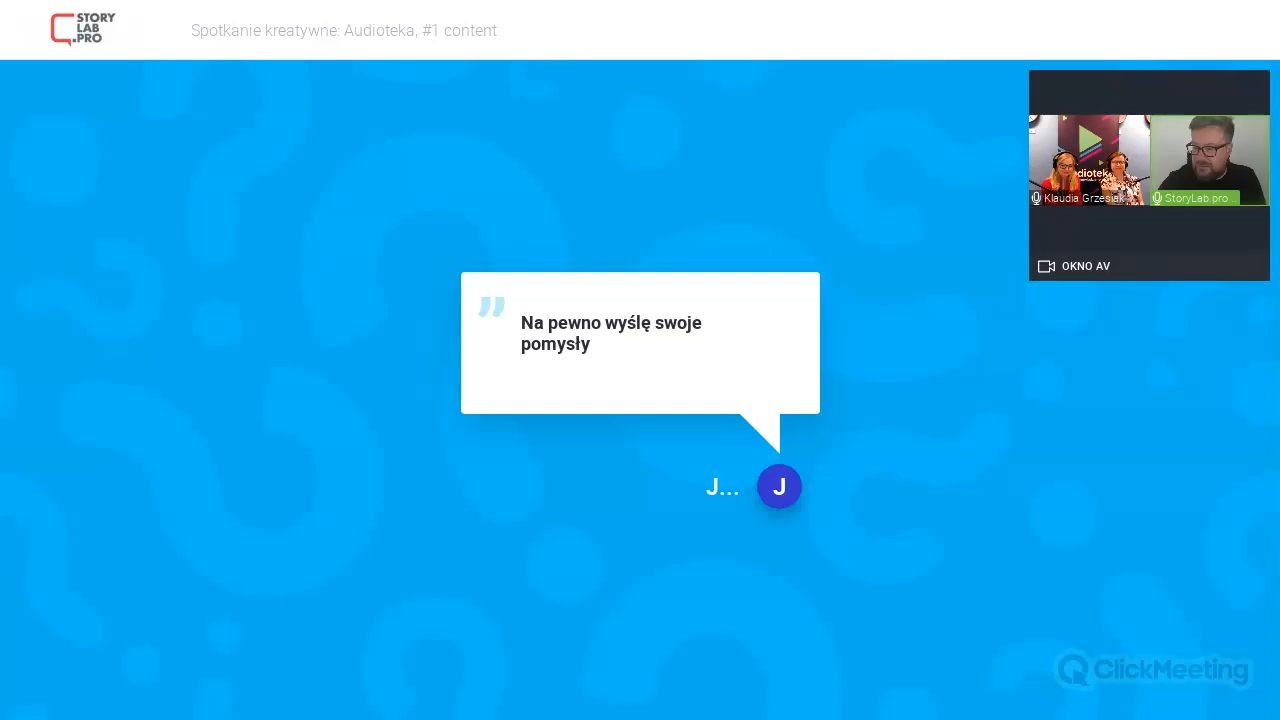 STORY
LAB
.PRO
Spotkanie kreatywne: Audioteka, #1 content
Klaudia Grzesiak
StoryLab.pro ...
OKNO AV
”
Na pewno wyślę swoje
pomysły
J...
J
ClickMeeting